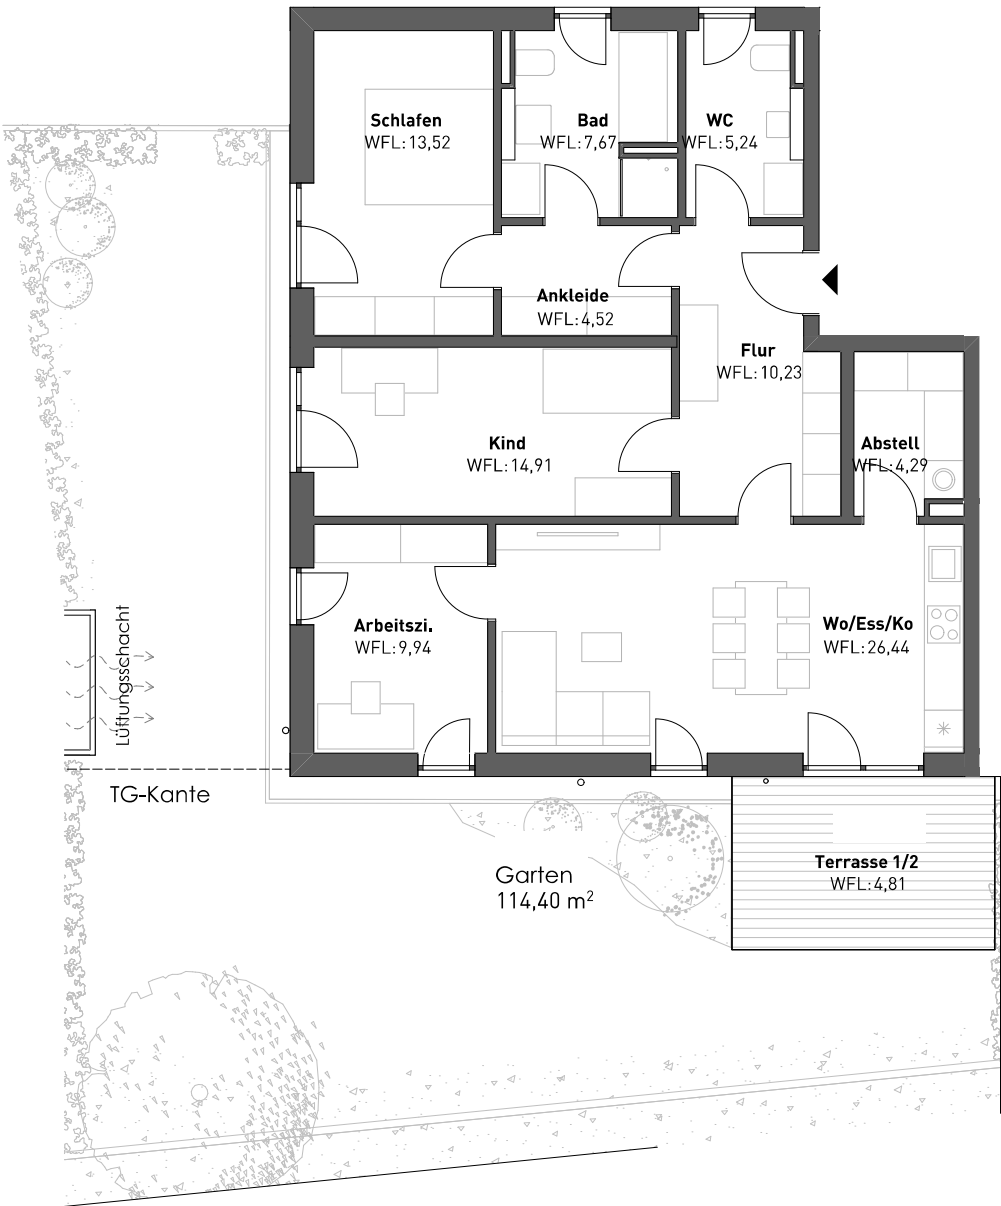 Schlafen
WFL:13,52
Bad
WFL:7,67
WC
WFL:5,24
Ankleide
WFL:4,52
Flur
WFL:10,23
Kind
WFL:14,91
Abstell
WFL:4,29
Arbeitszi.
WFL:9,94
Wo/Ess/Ko
WFL:26,44
Lüftungsschacht
TG-Kante
Garten
114,40 m²
Terrasse 1/2
WFL:4,81